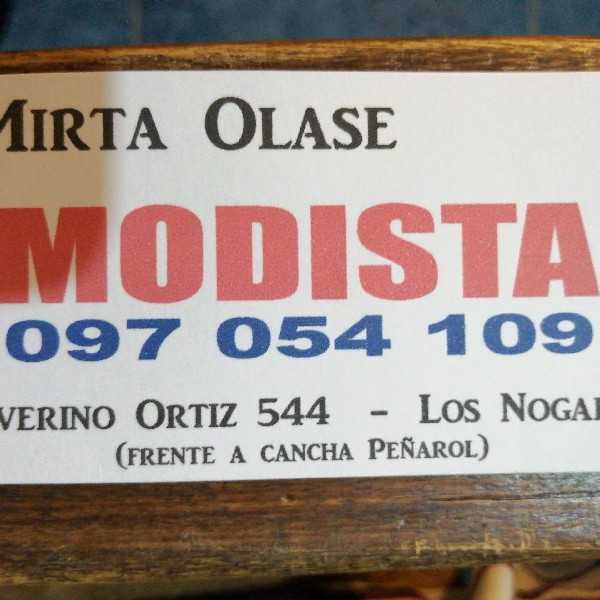 MIRTA OLASE
MODISTA
097 054 109
VERINO ORTIZ 544 - LOS NOGAL
(FRENTE A CANCHA PEÑAROL)